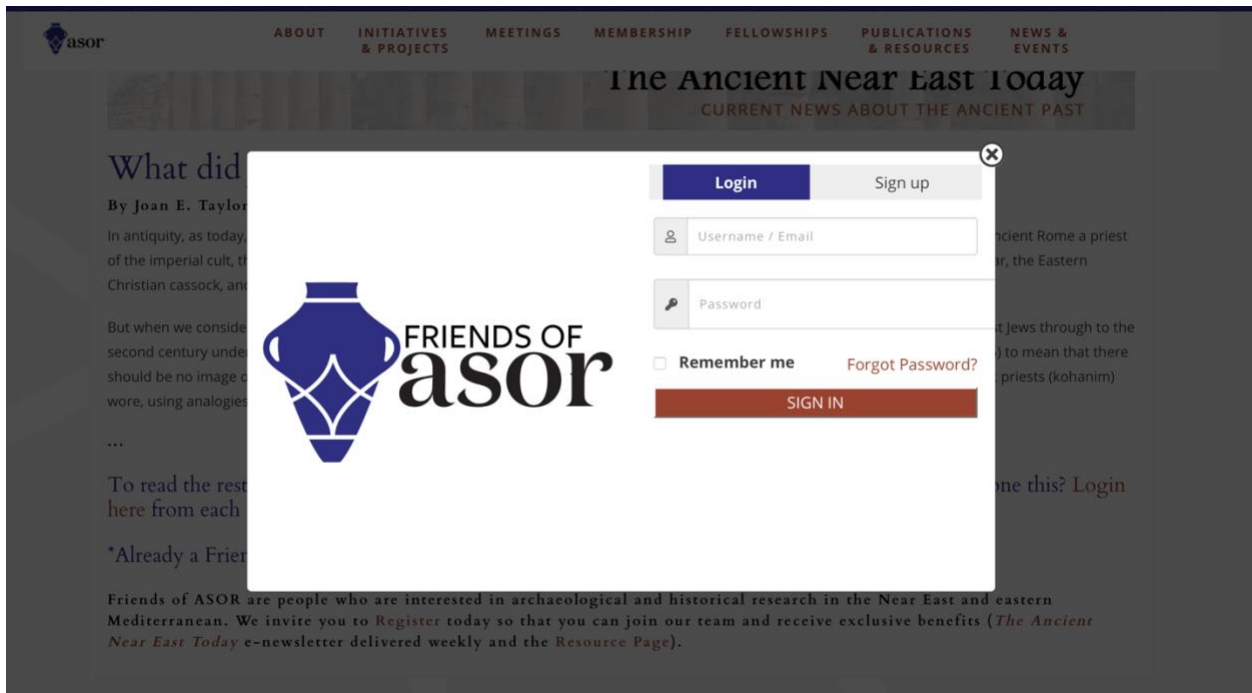 asor
ABOUT
INITIATIVES
& PROJECTS
MEETINGS
MEMBERSHIP
FELLOWSHIPS
PUBLICATIONS
& RESOURCES
NEWS &
EVENTS
The Ancient Near East Today
CURRENT NEWS ABOUT THE ANCIENT PAST
What did
By Joan E. Taylor
In antiquity, as today, ncient Rome a priest
of the imperial cult, ar, the Eastern
Christian cassock, and
But when we conside st Jews through to the
second century unde ) to mean that there
should be no image priests (kohanim)
wore, using analogies
...
To read the rest one this? Login
here from each
*Already a Frien
Friends of ASOR are people who are interested in archaeological and historical research in the Near East and eastern
Mediterranean. We invite you to Register today so that you can join our team and receive exclusive benefits (The Ancient
Near East Today e-newsletter delivered weekly and the Resource Page).
FRIENDS OF
asor
Login
Sign up
Username / Email
Password
Remember me
Forgot Password?
SIGN IN